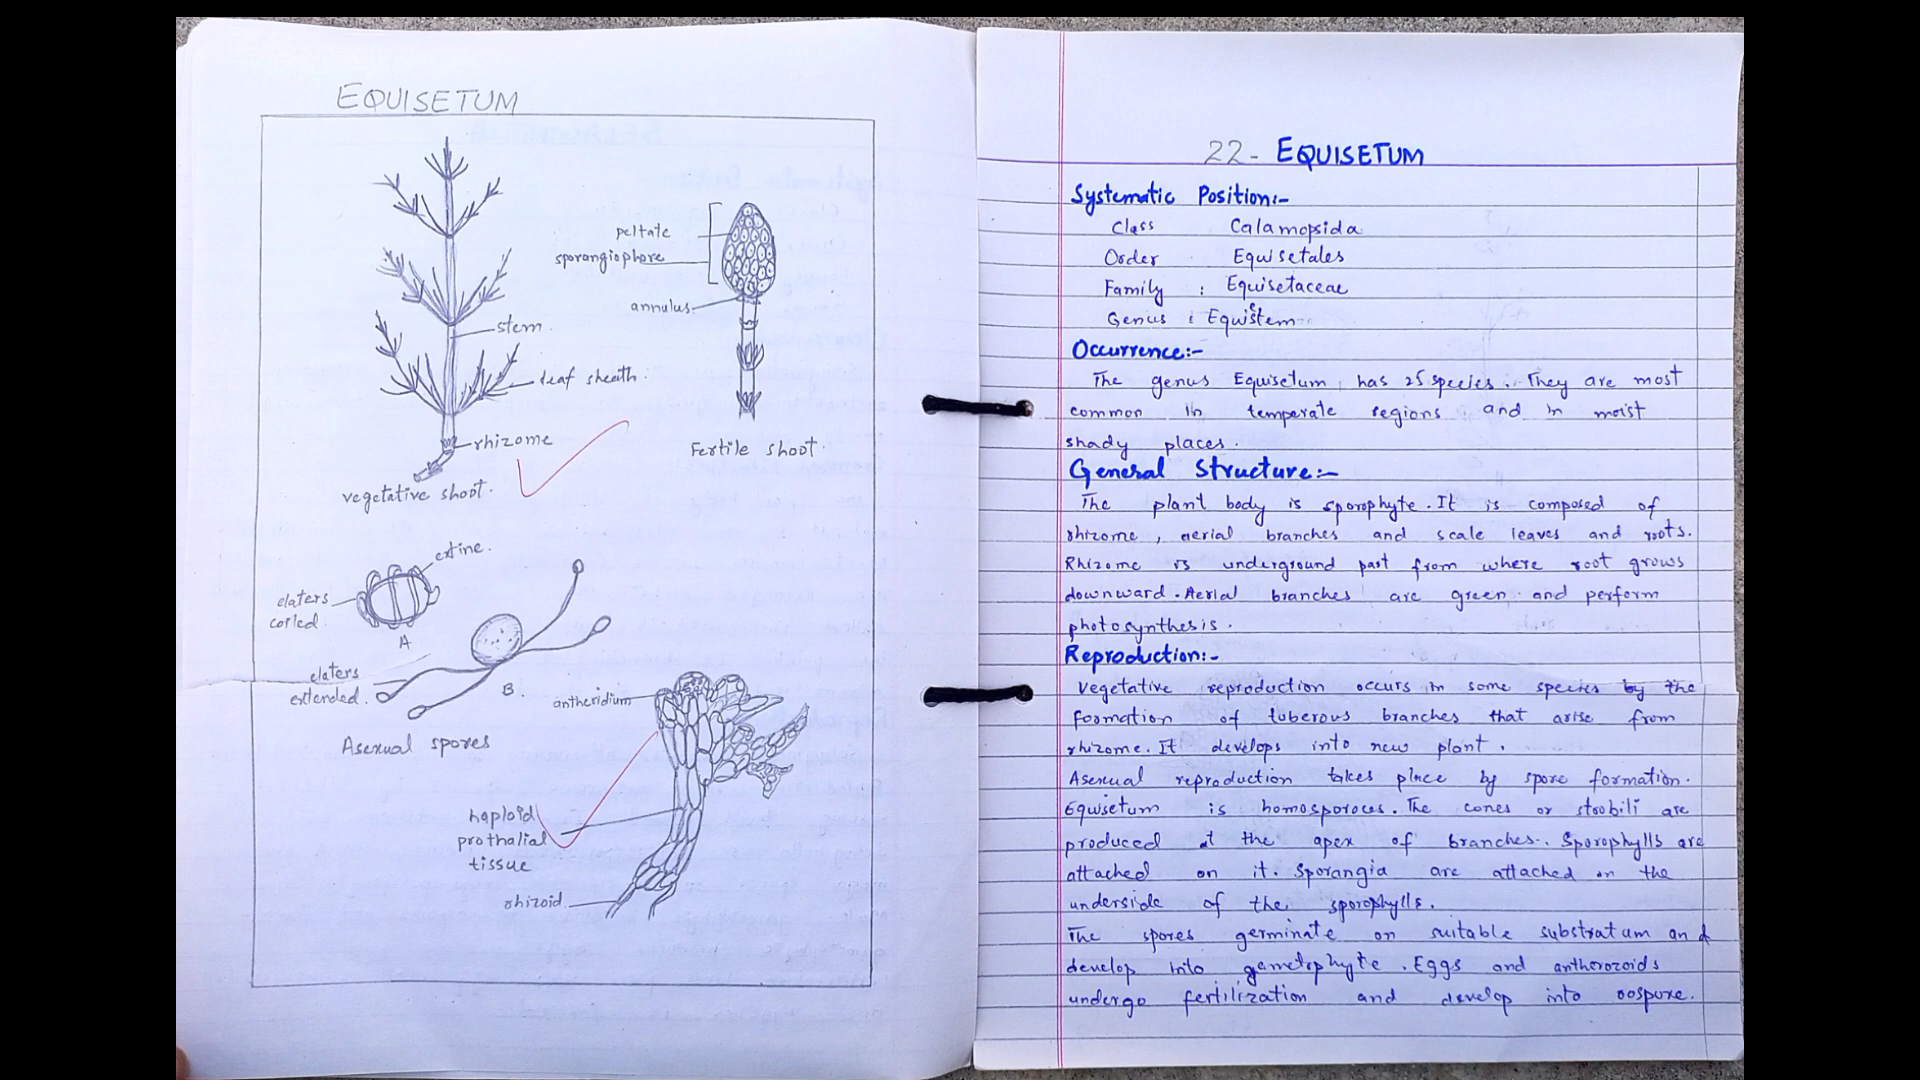 EQUISETUM
peltate
sporangiophore
annulus
stem
leaf sheath
rhizome
vegetative shoot.
Fertile shoot.
extine.
elaters
coiled
A
elaters
extended.
B.
Asexual spores
antheridium
haploid
prothalial
tissue
rhizoid
22- EQUISETUM
Systematic Position:-
Class Calamopsida
Order Equisetales
Family : Equisetaceae
Genus : Equisetem
Occurrence:-
The genus Equisetum has 25 species. They are most
common in temperate regions and in moist
shady places.
General Structure:-
The plant body is sporophyte. It is composed of
rhizome, aerial branches and scale leaves and roots.
Rhizome is underground part from where root grows
downward. Aerial branches are green and perform
photosynthesis.
Reproduction:-
Vegetative reproduction occurs in some species by the
formation of tuberous branches that arise from
rhizome. It develops into new plant.
Asexual reproduction takes place by spore formation.
Equisetum is homosporoes. The cones or stobili are
produced at the apex of branches. Sporophylls are
attached on it. Sporangia are attached on the
underside of the sporophylls.
The spores germinate on suitable substratum and
develop into gametophyte. Eggs and antherozoids
undergo fertilization and develop into oospore.